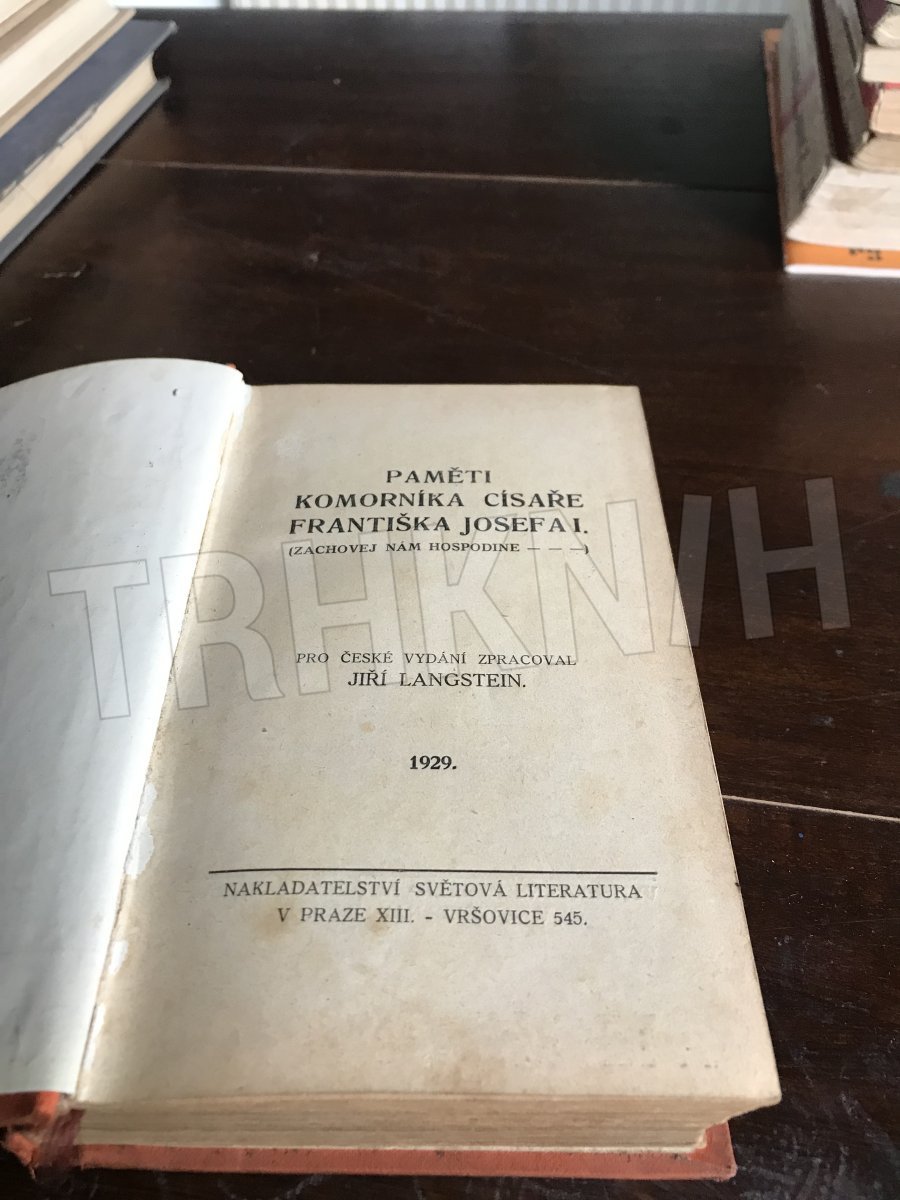 PAMĚTI
KOMORNÍKA CÍSAŘE
FRANTIŠKA JOSEFA I.
(ZACHOVEJ NÁM HOSPODINE — — —)
PRO ČESKÉ VYDÁNÍ ZPRACOVAL
JIŘÍ LANGSTEIN.
1929.
NAKLADATELSTVÍ SVĚTOVÁ LITERATURA
V PRAZE XIII. - VRŠOVICE 545.
TRHKNIH